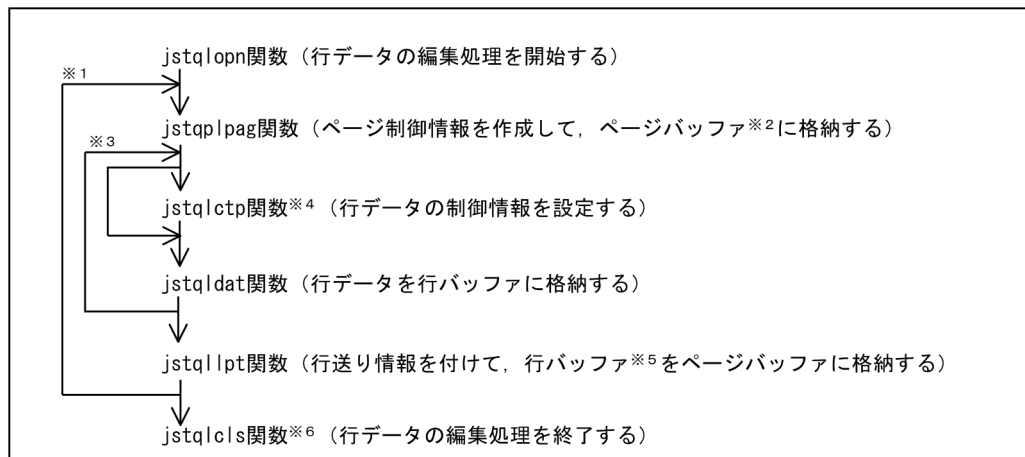 jstqlopn関数（行データの編集処理を開始する）
※1
jstqplpag関数（ページ制御情報を作成して，ページバッファ※2に格納する）
※3
jstqlctp関数※4（行データの制御情報を設定する）
jstqldat関数（行データを行バッファに格納する）
jstqllpt関数（行送り情報を付けて，行バッファ※5をページバッファに格納する）
jstqlcls関数※6（行データの編集処理を終了する）